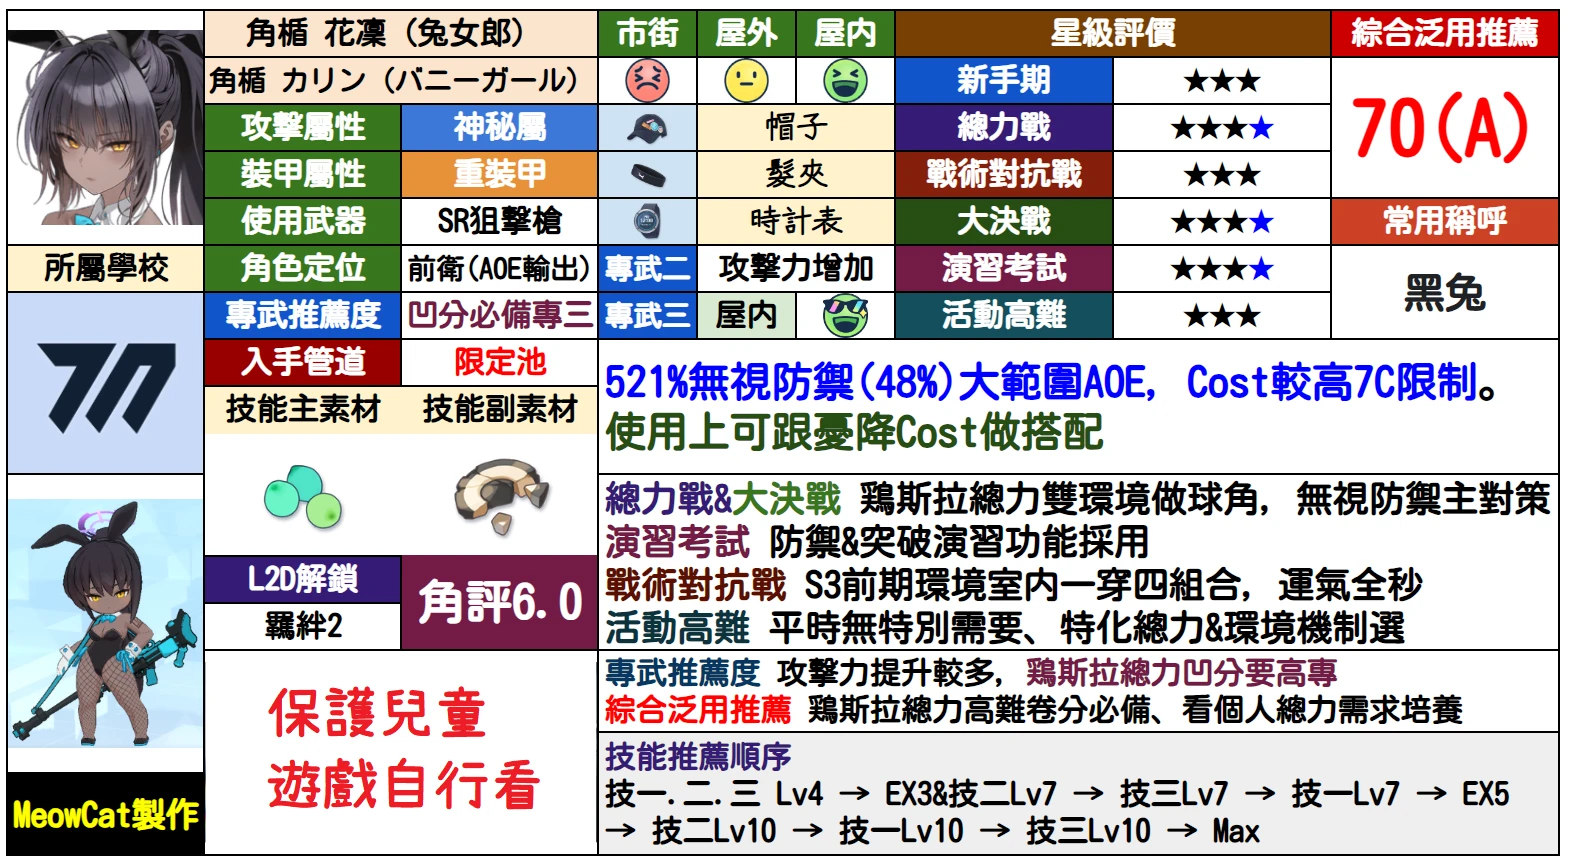 角楯 花凜（兔女郎）
市街 屋外 屋內
星級評價
綜合泛用推薦
角楯 カリン（バニーガール）
新手期 ★★★
70(A)
攻擊屬性 神秘屬
帽子
總力戰 ★★★★
裝甲屬性 重裝甲
髮夾
戰術對抗戰 ★★★
使用武器 SR狙擊槍
時計表
大決戰 ★★★★
常用稱呼
所屬學校
角色定位 前衛(AOE輸出)
專武二 攻擊力增加
演習考試 ★★★★
黑兔
專武推薦度 凹分必備專三
專武三 屋內
活動高難 ★★★
入手管道 限定池
技能主素材 技能副素材
521%無視防禦(48%)大範圍AOE, Cost較高7C限制。
使用上可跟憂降Cost做搭配
總力戰&大決戰 鶏斯拉總力雙環境做球角, 無視防禦主對策
演習考試 防禦&突破演習功能採用
戰術對抗戰 S3前期環境室內一穿四組合, 運氣全秒
活動高難 平時無特別需要、特化總力&環境機制選
L2D解鎖
羈絆2
角評6.0
專武推薦度 攻擊力提升較多, 鶏斯拉總力凹分要高專
綜合泛用推薦 鶏斯拉總力高難卷分必備、看個人總力需求培養
保護兒童
遊戲自行看
技能推薦順序
技一.二.三 Lv4 → EX3&技二Lv7 → 技三Lv7 → 技一Lv7 → EX5
→ 技二Lv10 → 技一Lv10 → 技三Lv10 → Max
MeowCat製作